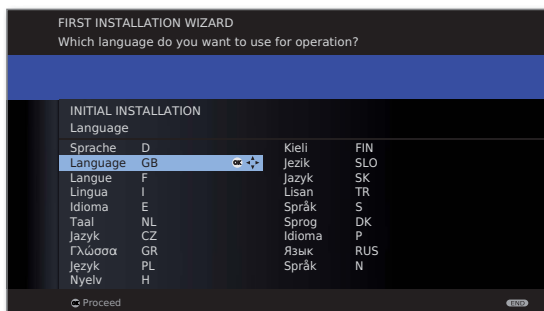 FIRST INSTALLATION WIZARD
Which language do you want to use for operation?
INITIAL INSTALLATION
Language
Sprache D
Language GB OK
Langue F
Lingua I
Idioma E
Taal NL
Jazyk CZ
Γλώσσα GR
Język PL
Nyelv H
Kieli FIN
Jezik SLO
Jazyk SK
Lisan TR
Språk S
Sprog DK
Idioma P
Язык RUS
Språk N
OK Proceed
END